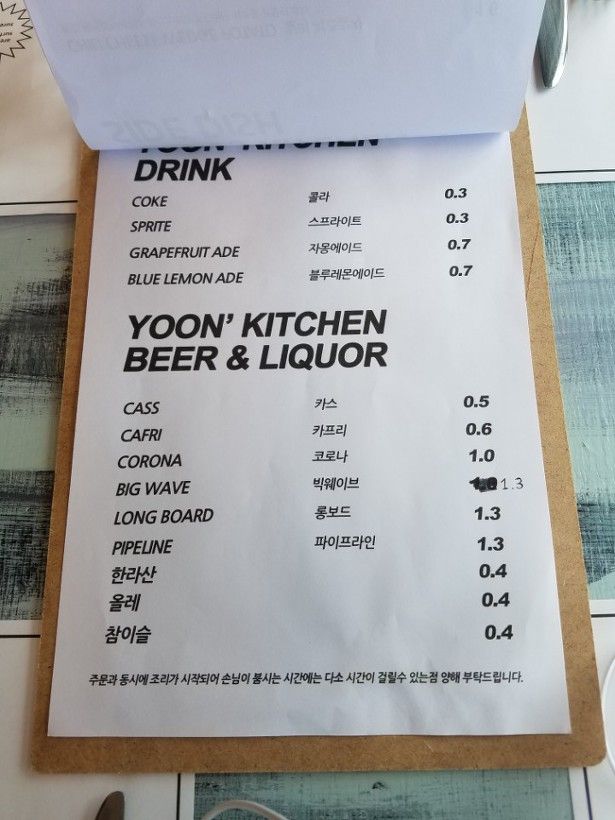 YOON' KITCHEN
DRINK
COKE 콜라 0.3
SPRITE 스프라이트 0.3
GRAPEFRUIT ADE 자몽에이드 0.7
BLUE LEMON ADE 블루레몬에이드 0.7
YOON' KITCHEN
BEER & LIQUOR
CASS 카스 0.5
CAFRI 카프리 0.6
CORONA 코로나 1.0
BIG WAVE 빅웨이브 1.3
LONG BOARD 롱보드 1.3
PIPELINE 파이프라인 1.3
한라산 0.4
올레 0.4
참이슬 0.4
주문과 동시에 조리가 시작되어 손님이 붐시는 시간에는 다소 시간이 걸릴수 있는점 양해 부탁드립니다.